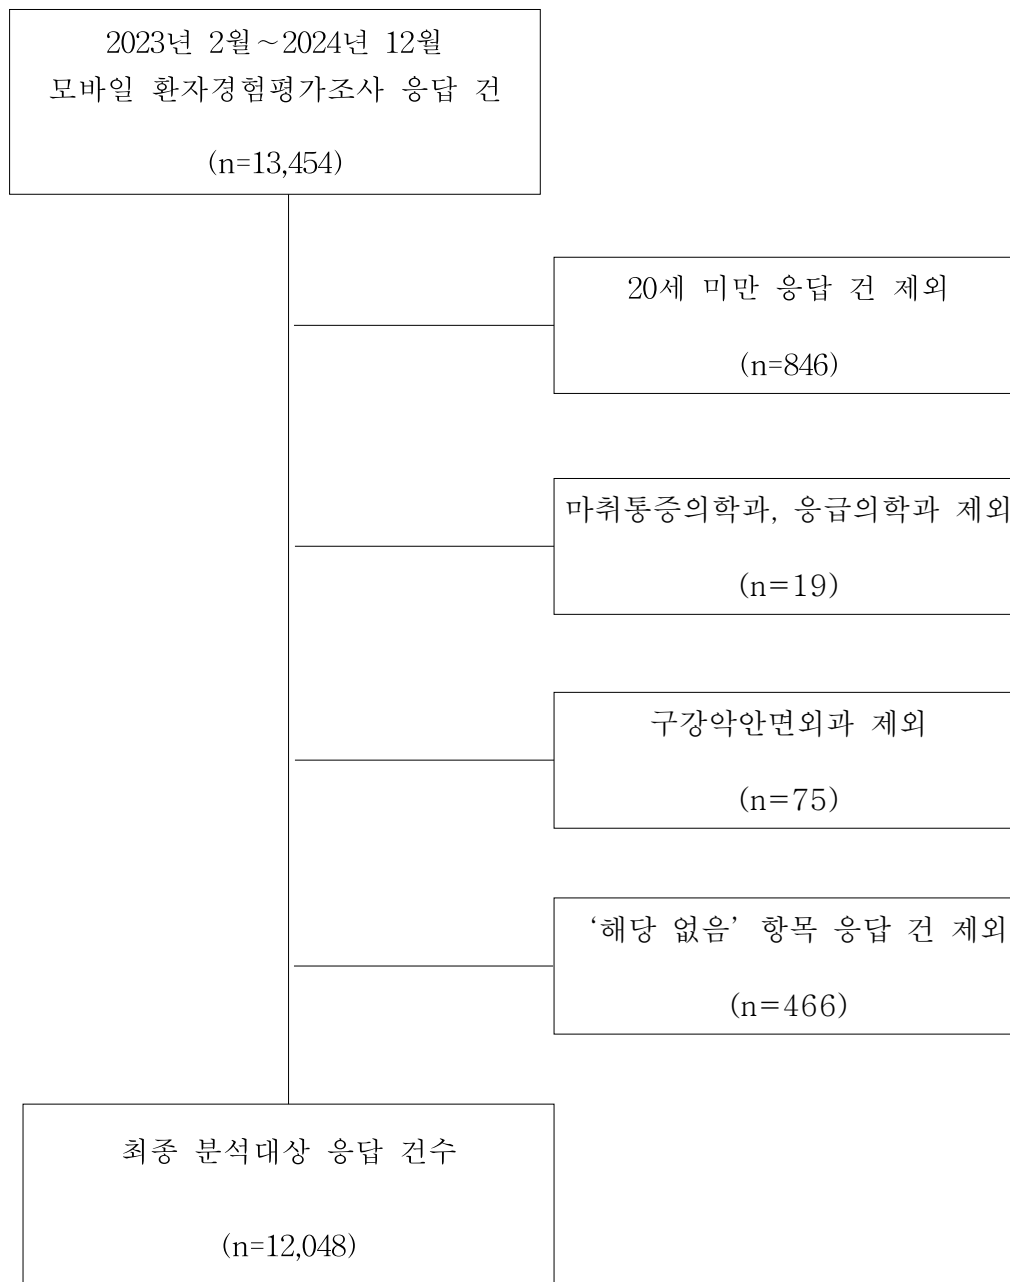 2023년 2월~2024년 12월
모바일 환자경험평가조사 응답 건
(n=13,454)
20세 미만 응답 건 제외
(n=846)
마취통증의학과, 응급의학과 제외
(n=19)
구강악안면외과 제외
(n=75)
‘해당 없음’ 항목 응답 건 제외
(n=466)
최종 분석대상 응답 건수
(n=12,048)